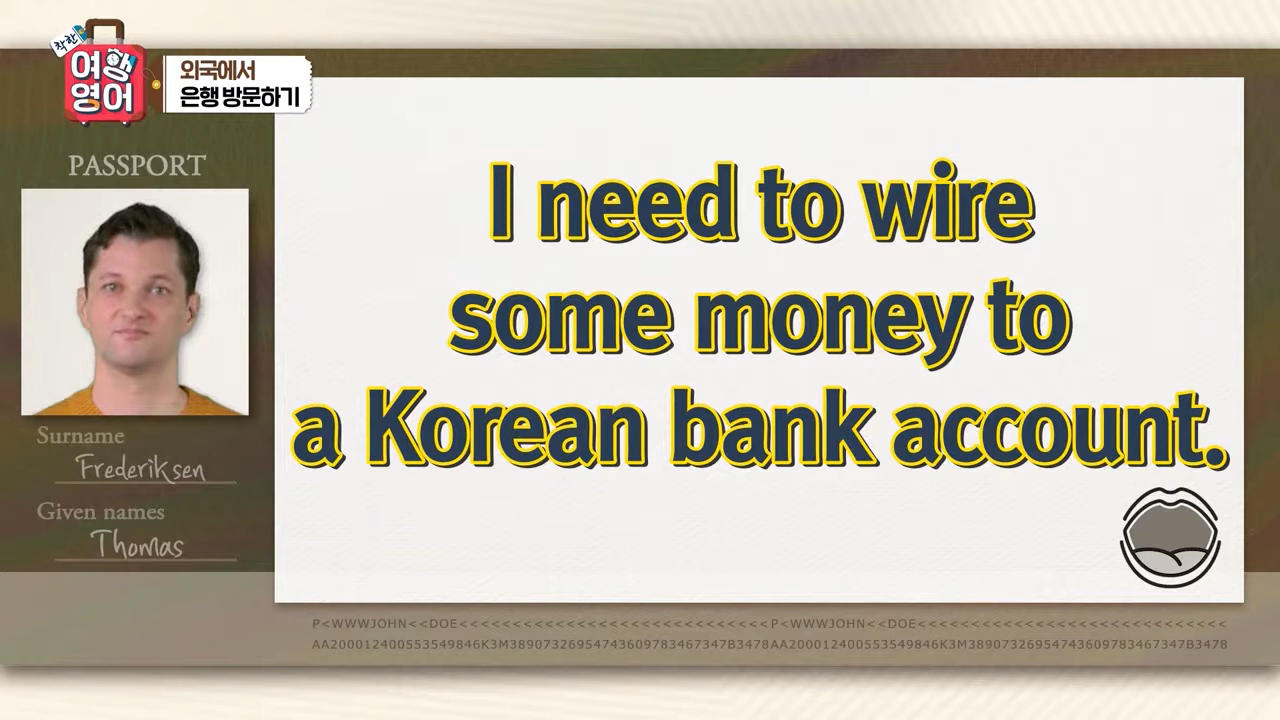 착한
여행
영어
외국에서
은행 방문하기
PASSPORT
Surname
Frederiksen
Given names
Thomas
I need to wire
some money to
a Korean bank account.
P<WWWJOHN<<DOE<<<<<<<<<<<<<<<<<<<<<<<<<<<<<P<WWWJOHN<<DOE<<<<<<<<<<<<<<<<<<<<<<<<<<<<<
AA200012400553549846K3M38907326954743609783467347B3478AA200012400553549846K3M38907326954743609783467347B3478